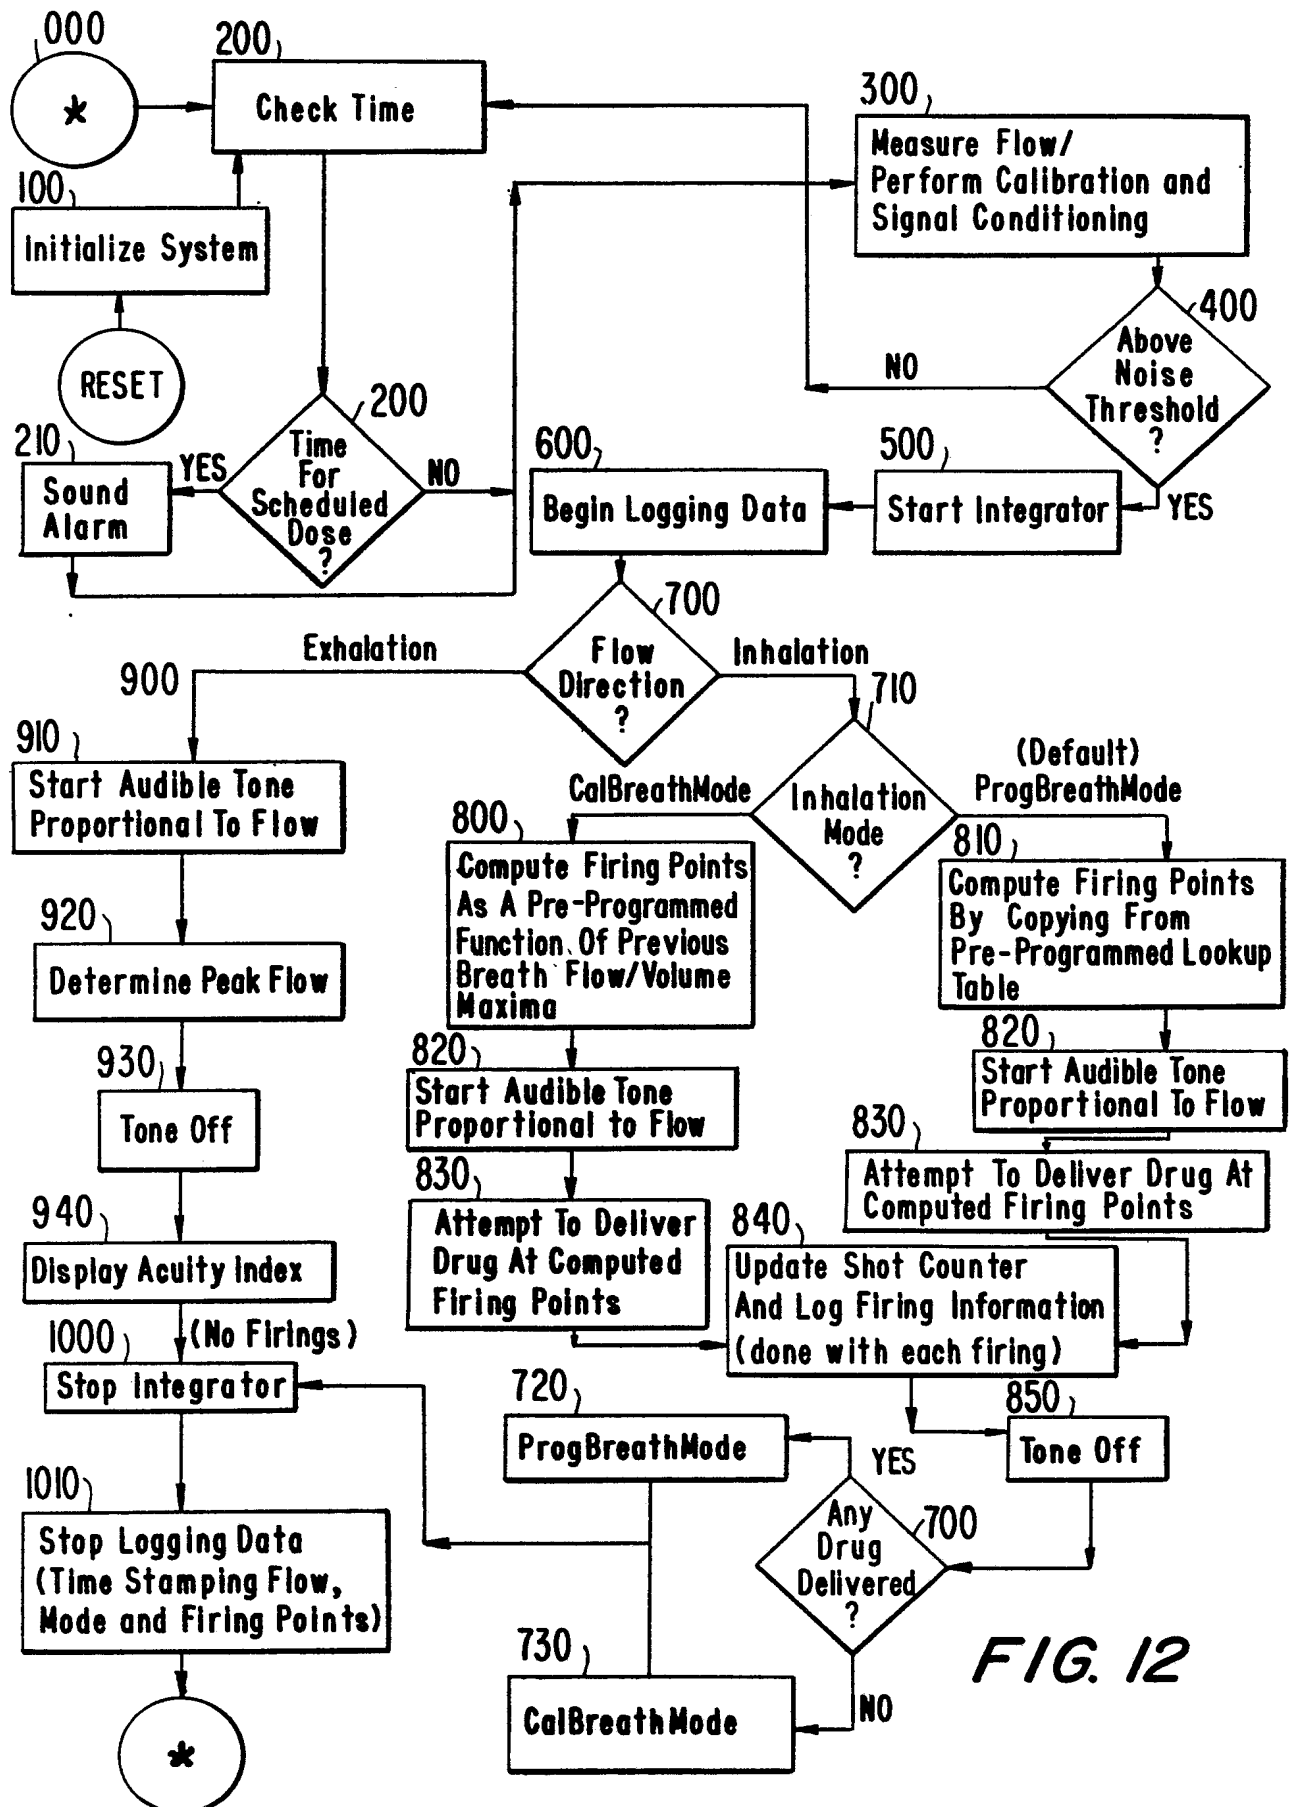 000
*
200
Check Time
300
Measure Flow/
Perform Calibration and
Signal Conditioning
100
Initialize System
RESET
400
Above
Noise
Threshold
?
NO
YES
200
Time
For
Scheduled
Dose
?
YES
NO
210
Sound
Alarm
500
Start Integrator
600
Begin Logging Data
700
Flow
Direction
?
Exhalation
Inhalation
900
710
Inhalation
Mode
?
CalBreathMode
(Default)
ProgBreathMode
910
Start Audible Tone
Proportional To Flow
920
Determine Peak Flow
930
Tone Off
940
Display Acuity Index
(No Firings)
1000
Stop Integrator
1010
Stop Logging Data
(Time Stamping Flow,
Mode and Firing Points)
*
800
Compute Firing Points
As A Pre-Programmed
Function Of Previous
Breath Flow/Volume
Maxima
820
Start Audible Tone
Proportional to Flow
830
Attempt To Deliver
Drug At Computed
Firing Points
810
Compute Firing Points
By Copying From
Pre-Programmed Lookup
Table
820
Start Audible Tone
Proportional To Flow
830
Attempt To Deliver Drug At
Computed Firing Points
840
Update Shot Counter
And Log Firing Information
(done with each firing)
850
Tone Off
700
Any
Drug
Delivered
?
YES
NO
720
ProgBreathMode
730
CalBreathMode
FIG. 12